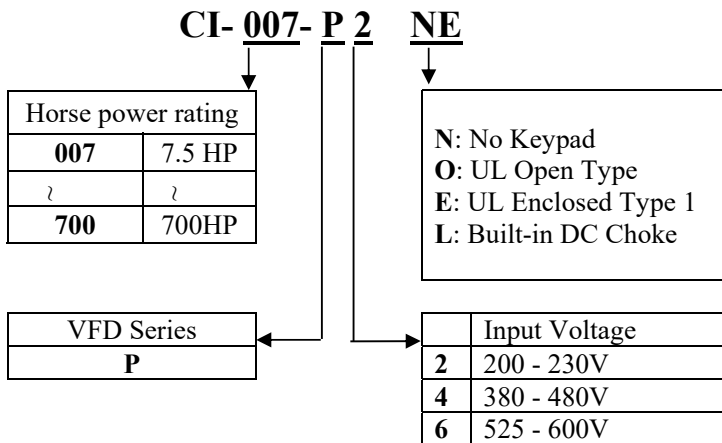 CI- 007- P 2 NE
Horse power rating
007 7.5 HP
~ ~
700 700HP
N: No Keypad
O: UL Open Type
E: UL Enclosed Type 1
L: Built-in DC Choke
VFD Series
P
Input Voltage
2 200 - 230V
4 380 - 480V
6 525 - 600V